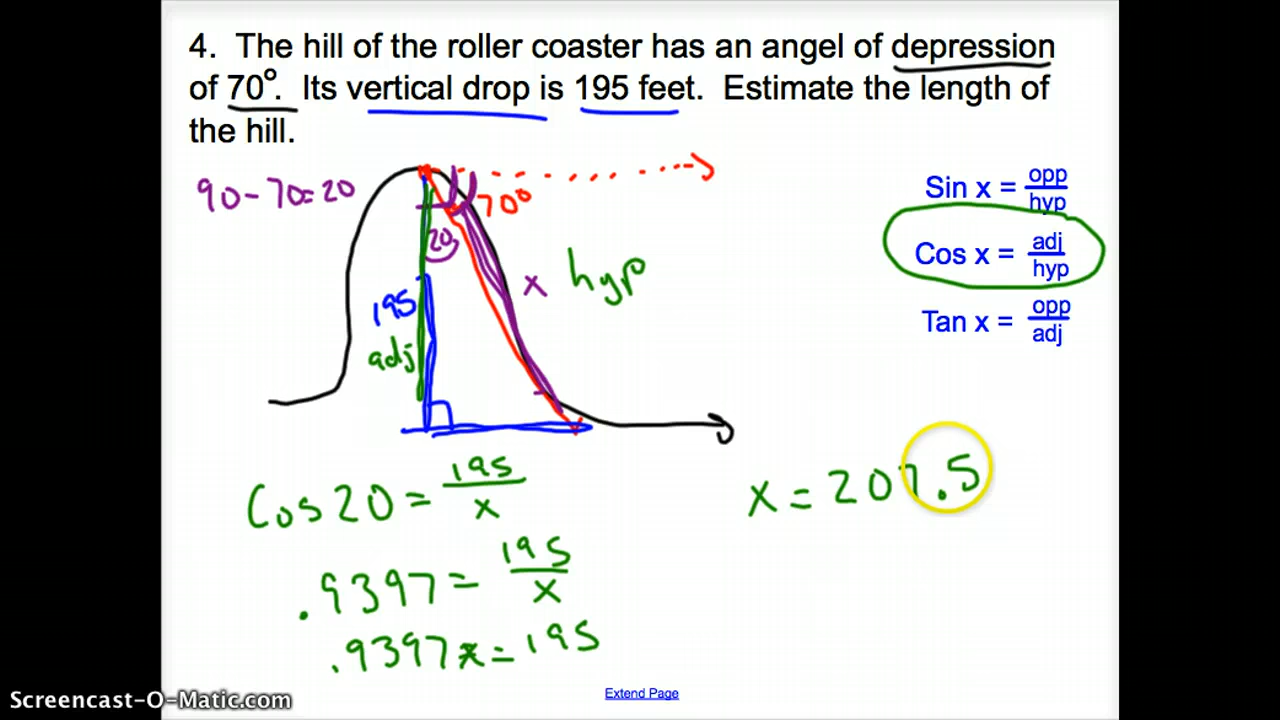 4. The hill of the roller coaster has an angel of depression
of 70°. Its vertical drop is 195 feet. Estimate the length of
the hill.
90-70=20
70°
20
195
adj
x hyp
Sin x = opp/hyp
Cos x = adj/hyp
Tan x = opp/adj
Cos 20 = 195/x
.9397 = 195/x
.9397x = 195
x = 207.5
Extend Page
Screencast-O-Matic.com